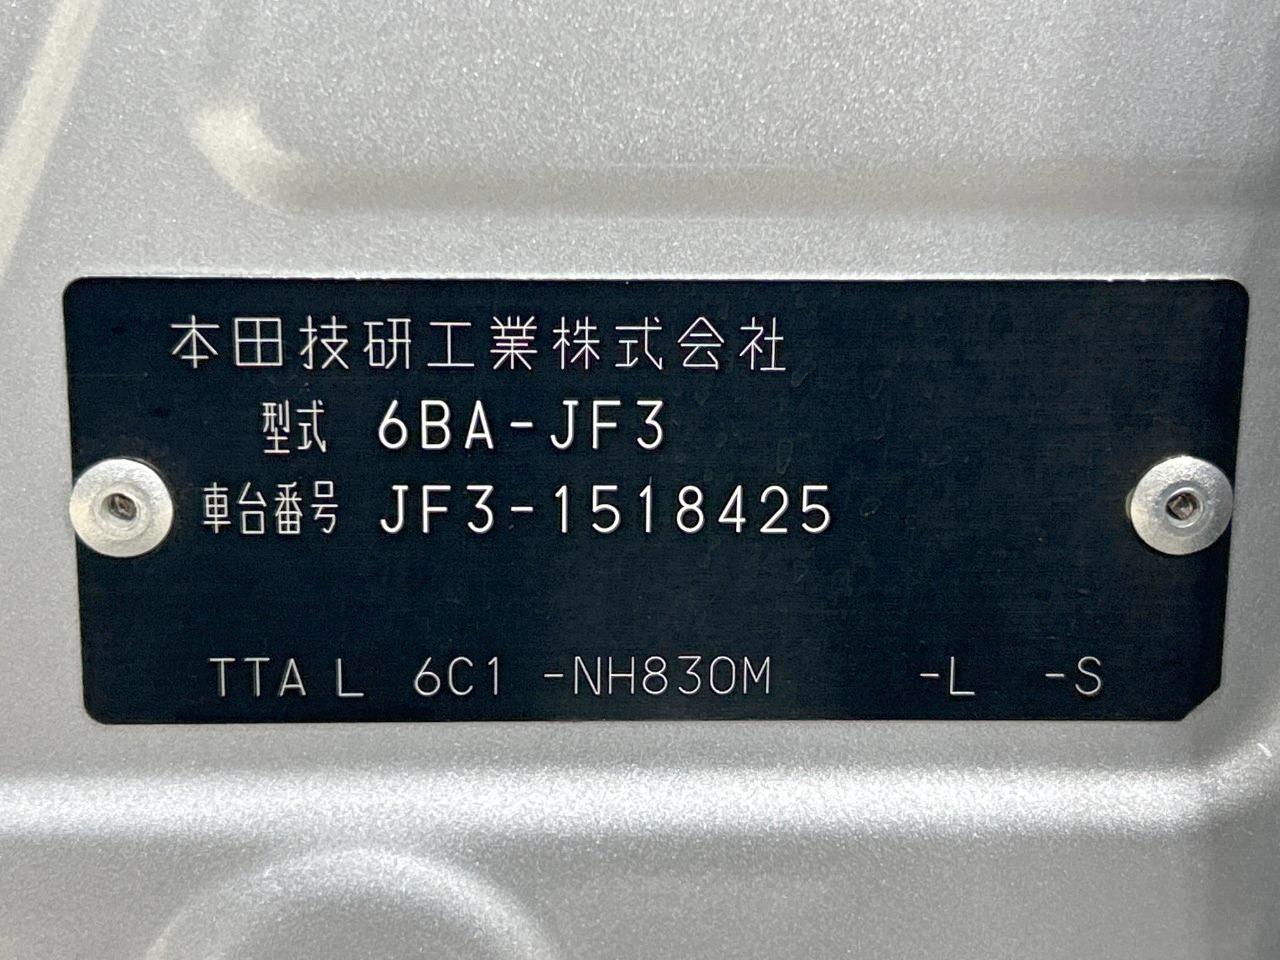 本田技研工業株式会社
型式 6BA-JF3
車台番号 JF3-1518425
TTA L 6C1 -NH830M -L -S